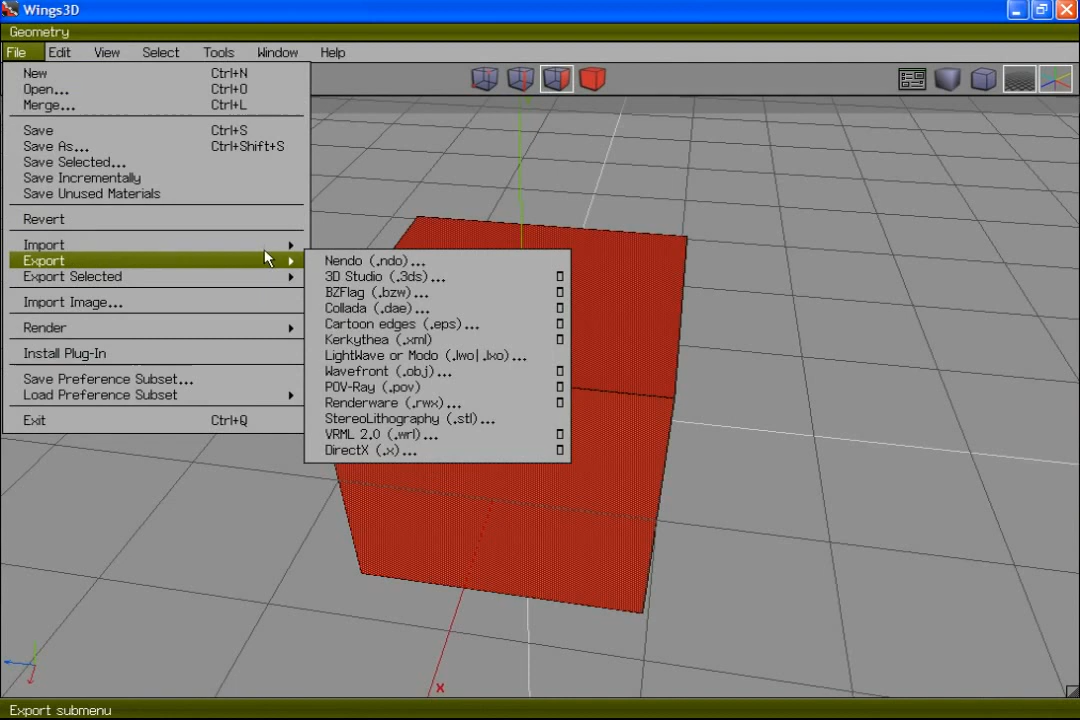 Wings3D
Geometry
File Edit View Select Tools Window Help
New Ctrl+N
Open... Ctrl+O
Merge... Ctrl+L
Save Ctrl+S
Save As... Ctrl+Shift+S
Save Selected...
Save Incrementally
Save Unused Materials
Revert
Import
Export
Export Selected
Import Image...
Render
Install Plug-In
Save Preference Subset...
Load Preference Subset
Exit Ctrl+Q
Nendo (.ndo)...
3D Studio (.3ds)...
BZFlag (.bzw)...
Collada (.dae)...
Cartoon edges (.eps)...
Kerkythea (.xml)
LightWave or Modo (.lwo|.lxo)...
Wavefront (.obj)...
POV-Ray (.pov)
Renderware (.rwx)...
StereoLithography (.stl)...
VRML 2.0 (.wrl)...
DirectX (.x)...
X
Export submenu